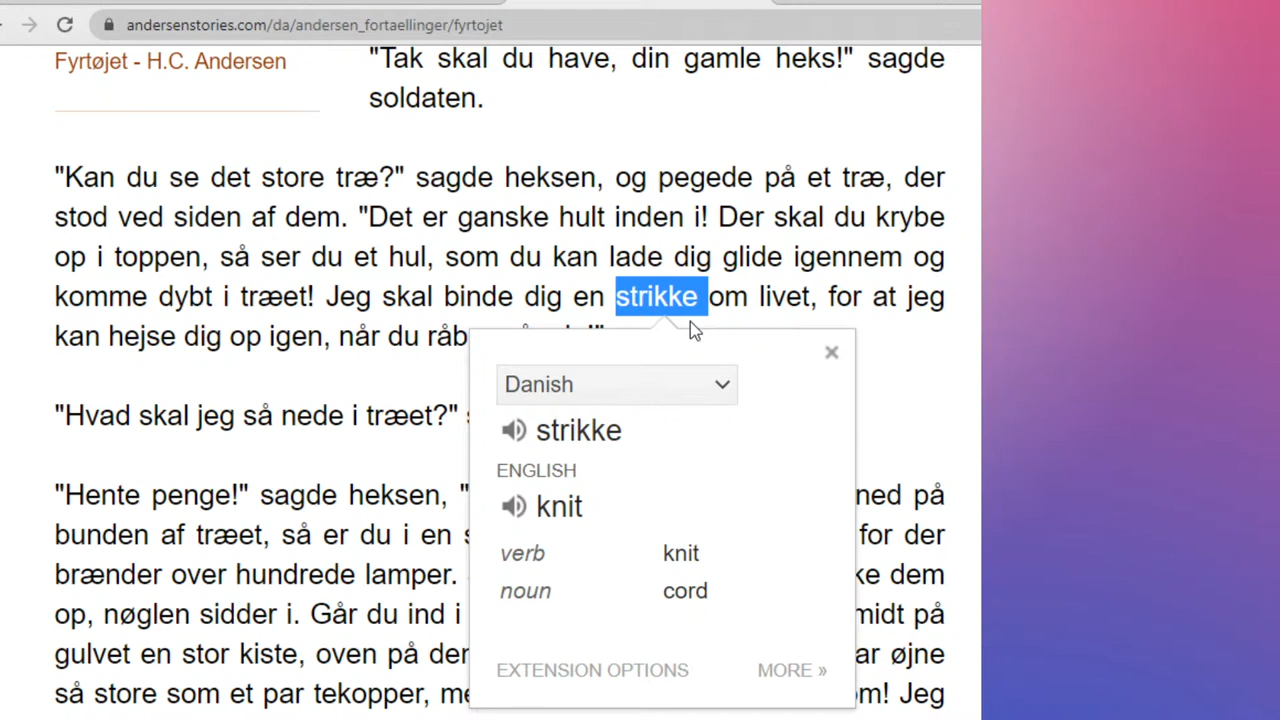 andersenstories.com/da/andersen_fortaellinger/fyrtojet
Fyrtøjet - H.C. Andersen
"Tak skal du have, din gamle heks!" sagde
soldaten.
"Kan du se det store træ?" sagde heksen, og pegede på et træ, der
stod ved siden af dem. "Det er ganske hult inden i! Der skal du krybe
op i toppen, så ser du et hul, som du kan lade dig glide igennem og
komme dybt i træet! Jeg skal binde dig en strikke om livet, for at jeg
kan hejse dig op igen, når du
"Hvad skal jeg så nede i træet?"
"Hente penge!" sagde heksen, " ned på
bunden af træet, så er du i en for der
brænder over hundrede lamper. dem
op, nøglen sidder i. Går du ind i midt på
gulvet en stor kiste, oven på øjne
så store som et par tekopper, Jeg
Danish
strikke
ENGLISH
knit
verb knit
noun cord
EXTENSION OPTIONS MORE »